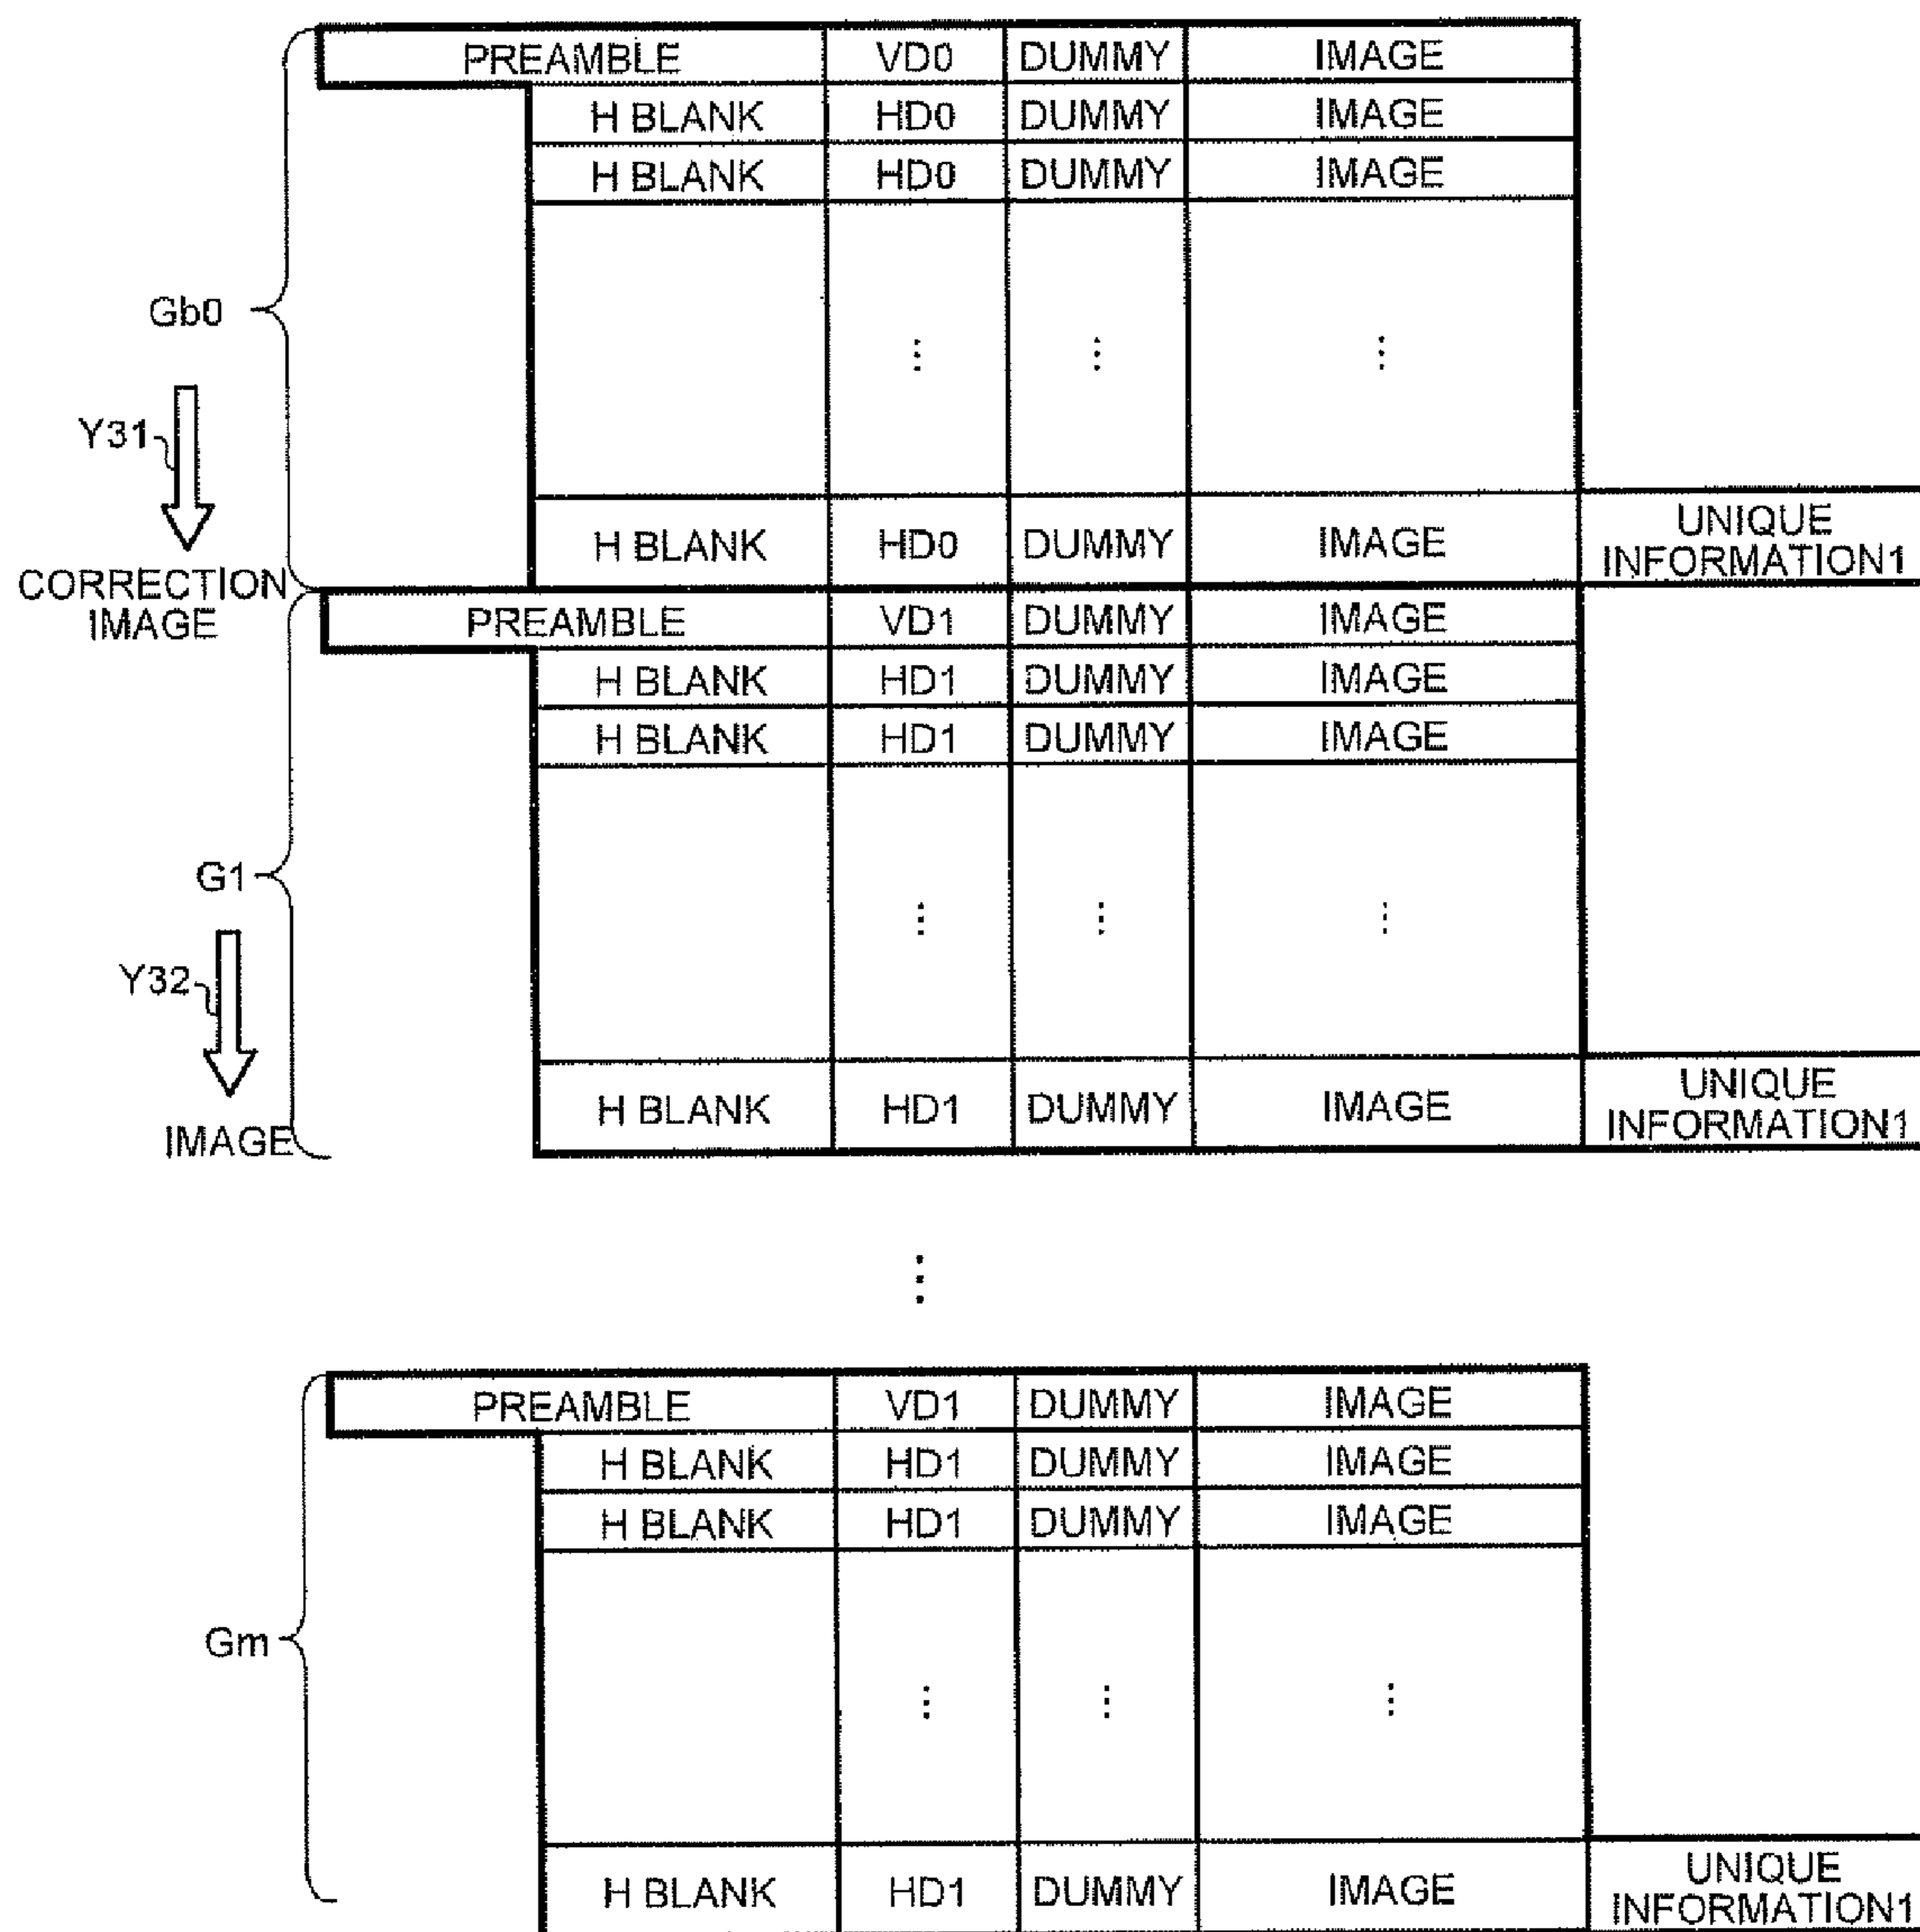 PREAMBLE VD0 DUMMY IMAGE
H BLANK HD0 DUMMY IMAGE
H BLANK HD0 DUMMY IMAGE
Gb0
⋮ ⋮ ⋮
Y31
H BLANK HD0 DUMMY IMAGE UNIQUE
INFORMATION1
CORRECTION
IMAGE
PREAMBLE VD1 DUMMY IMAGE
H BLANK HD1 DUMMY IMAGE
H BLANK HD1 DUMMY IMAGE
G1
⋮ ⋮ ⋮
Y32
H BLANK HD1 DUMMY IMAGE UNIQUE
INFORMATION1
IMAGE
⋮
PREAMBLE VD1 DUMMY IMAGE
H BLANK HD1 DUMMY IMAGE
H BLANK HD1 DUMMY IMAGE
Gm
⋮ ⋮ ⋮
H BLANK HD1 DUMMY IMAGE UNIQUE
INFORMATION1